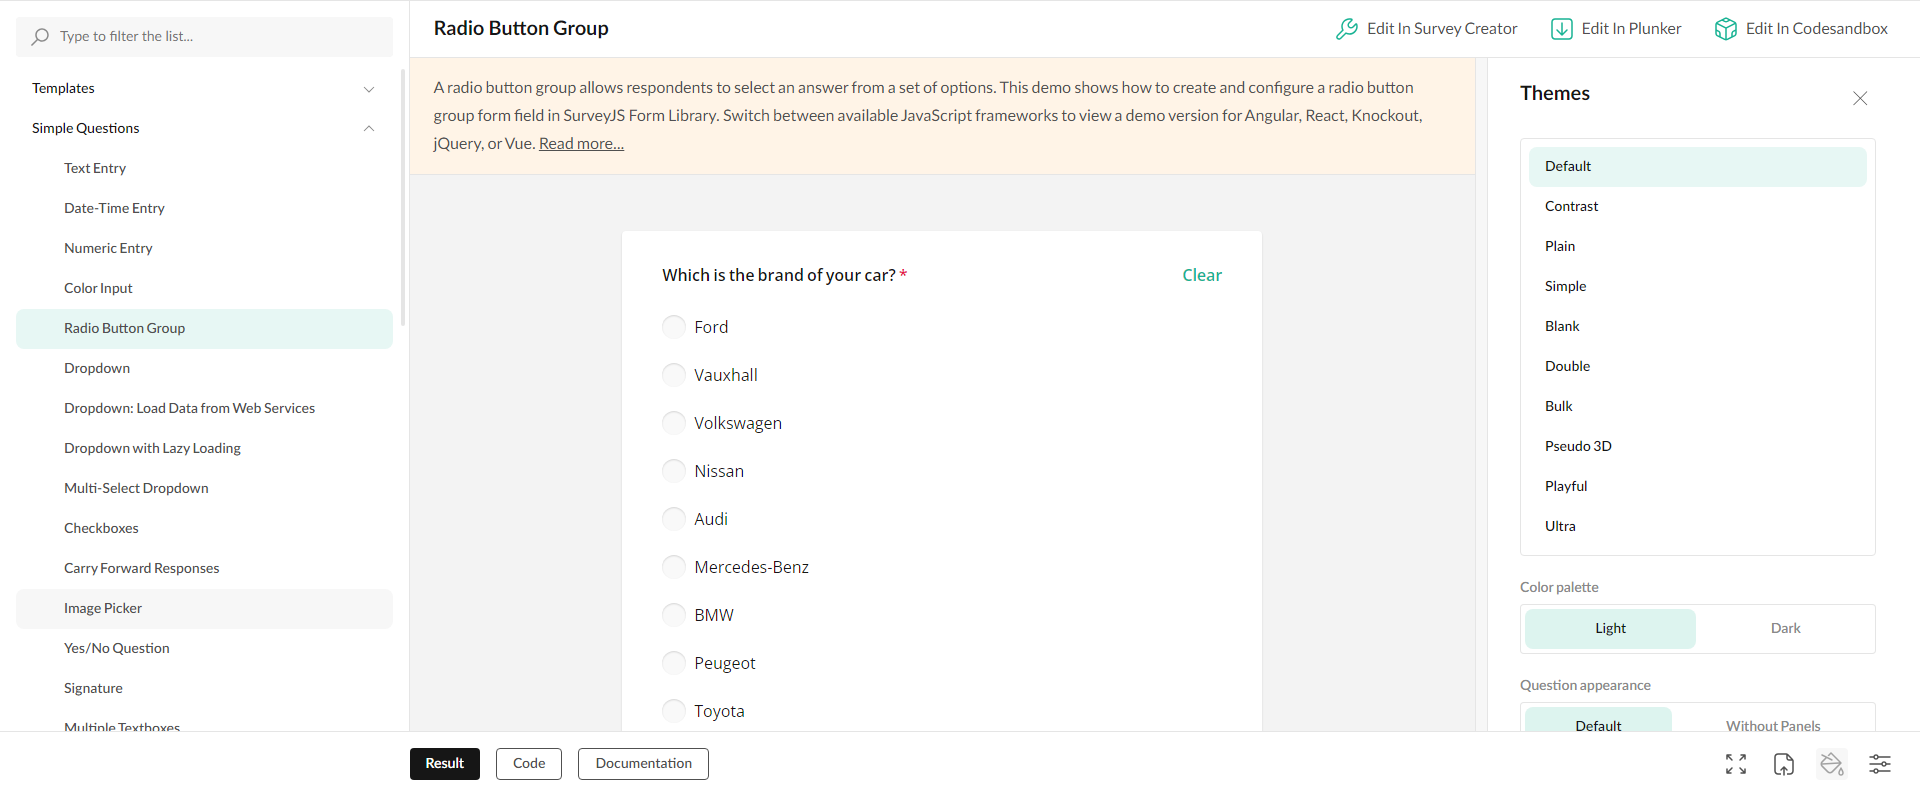 Type to filter the list...
Templates
Simple Questions
Text Entry
Date-Time Entry
Numeric Entry
Color Input
Radio Button Group
Dropdown
Dropdown: Load Data from Web Services
Dropdown with Lazy Loading
Multi-Select Dropdown
Checkboxes
Carry Forward Responses
Image Picker
Yes/No Question
Signature
Multiple Textboxes
Radio Button Group
Edit In Survey Creator
Edit In Plunker
Edit In Codesandbox
A radio button group allows respondents to select an answer from a set of options. This demo shows how to create and configure a radio button
group form field in SurveyJS Form Library. Switch between available JavaScript frameworks to view a demo version for Angular, React, Knockout,
jQuery, or Vue. Read more...
Which is the brand of your car? *
Clear
Ford
Vauxhall
Volkswagen
Nissan
Audi
Mercedes-Benz
BMW
Peugeot
Toyota
Themes
Default
Contrast
Plain
Simple
Blank
Double
Bulk
Pseudo 3D
Playful
Ultra
Color palette
Light
Dark
Question appearance
Default
Without Panels
Result
Code
Documentation